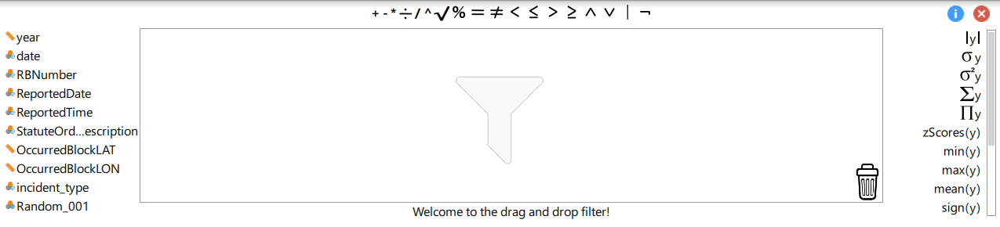 + - * ÷ / ^ √ % = ≠ < ≤ > ≥ ∧ ∨ | ¬
i
year
date
RBNumber
ReportedDate
ReportedTime
StatuteOrd...escription
OccurredBlockLAT
OccurredBlockLON
incident_type
Random_001
|y|
σy
σ²y
Σy
∏y
zScores(y)
min(y)
max(y)
mean(y)
sign(y)
Welcome to the drag and drop filter!